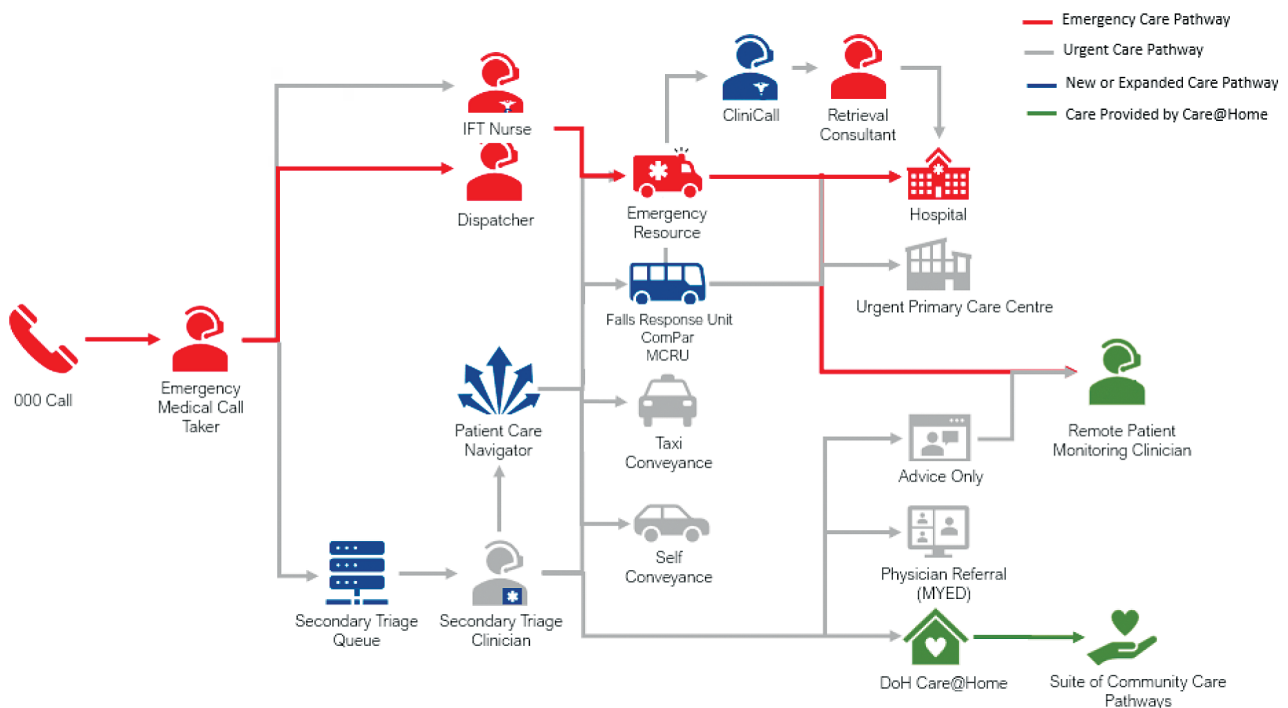 Emergency Care Pathway
Urgent Care Pathway
New or Expanded Care Pathway
Care Provided by Care@Home
CliniCall
Retrieval
Consultant
IFT Nurse
Dispatcher
Emergency
Resource
Hospital
Urgent Primary Care Centre
Falls Response Unit
ComPar
MCRU
000 Call
Emergency
Medical Call
Taker
Patient Care
Navigator
Taxi
Conveyance
Advice Only
Remote Patient
Monitoring Clinician
Self
Conveyance
Physician Referral
(MYED)
Secondary Triage
Queue
Secondary Triage
Clinician
DoH Care@Home
Suite of Community Care
Pathways